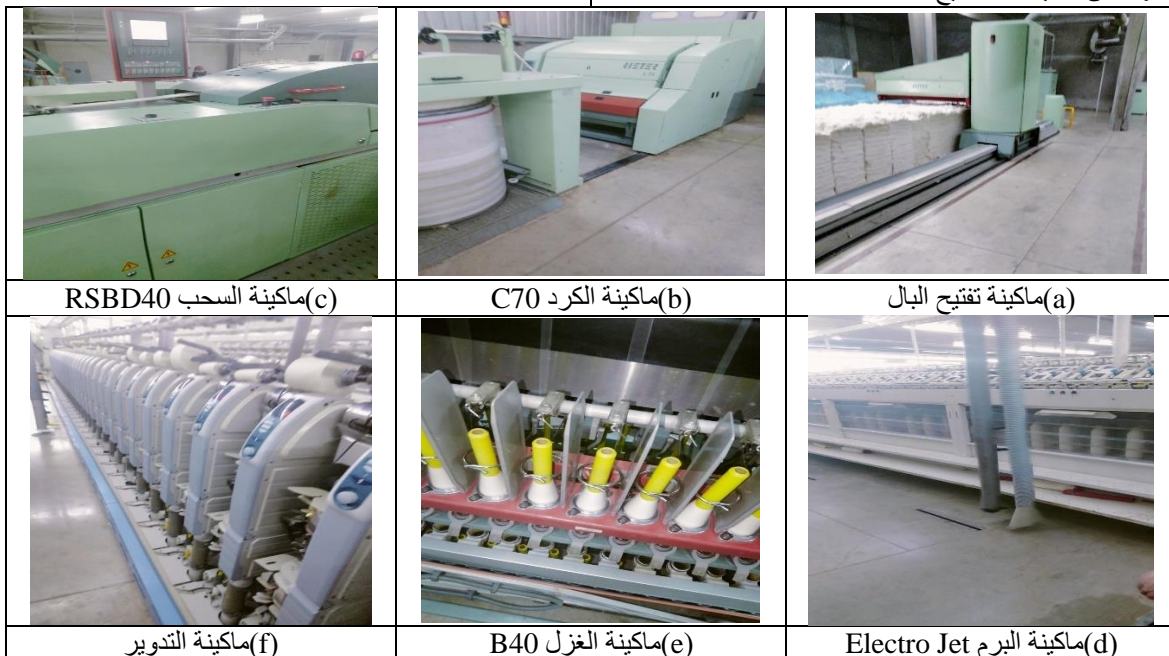 (a)ماكينة تفتيح البال
(b)ماكينة الكرد C70
(c)ماكينة السحب RSBD40
(d)ماكينة البرم Electro Jet
(e)ماكينة الغزل B40
(f)ماكينة التدوير